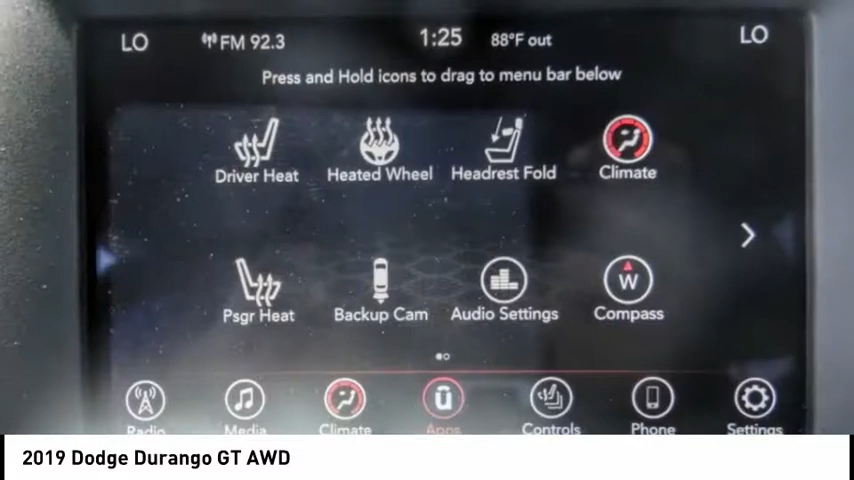 LO FM 92.3 1:25 88°F out LO
Press and Hold icons to drag to menu bar below
Driver Heat Heated Wheel Headrest Fold Climate
W
Psgr Heat Backup Cam Audio Settings Compass
ü
Radio Media Climate Apps Controls Phone Settings
2019 Dodge Durango GT AWD